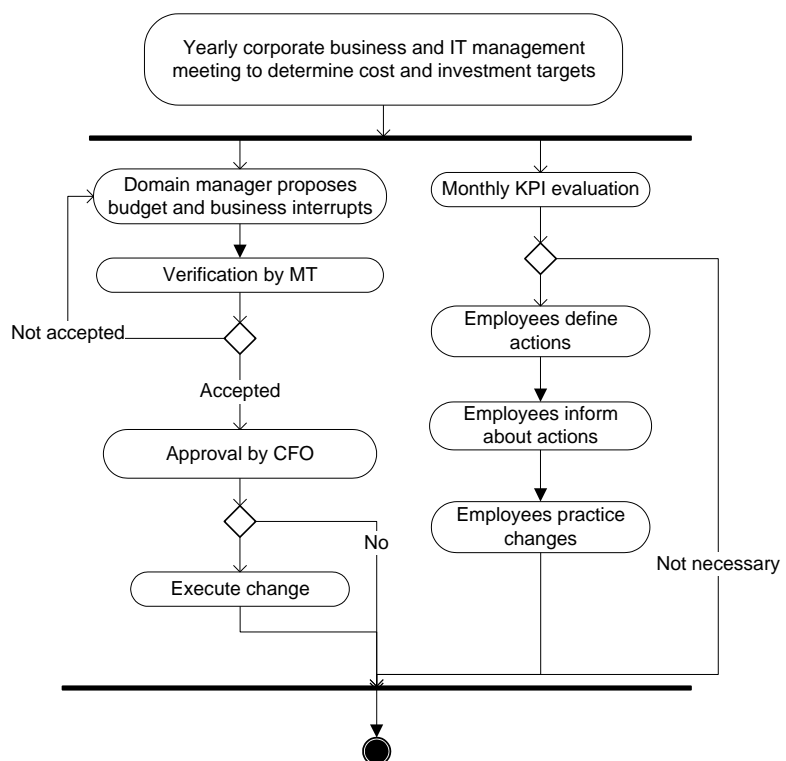 Yearly corporate business and IT management
meeting to determine cost and investment targets
Domain manager proposes
budget and business interrupts
Monthly KPI evaluation
Verification by MT
Not accepted
Employees define
actions
Accepted
Employees inform
about actions
Approval by CFO
Employees practice
changes
No
Not necessary
Execute change